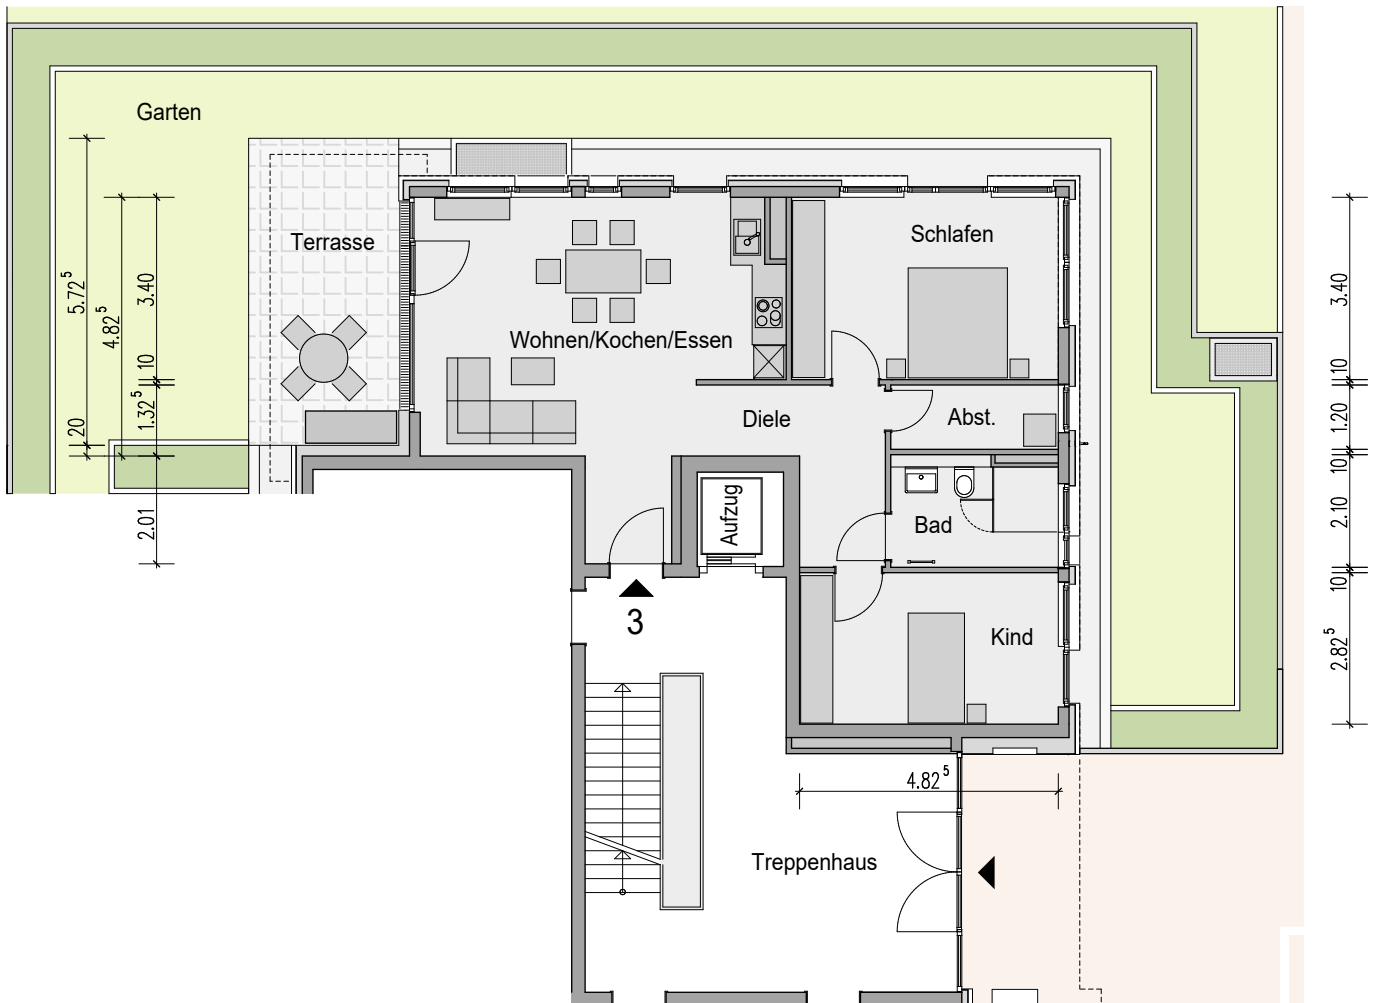 Garten
Terrasse
Schlafen
Wohnen/Kochen/Essen
Diele
Abst.
Aufzug
Bad
3
Kind
Treppenhaus
5.72⁵
20
4.82⁵
3.40
10
1.32⁵
2.01
3.40
10
1.20
10
2.10
10
2.82⁵
4.82⁵